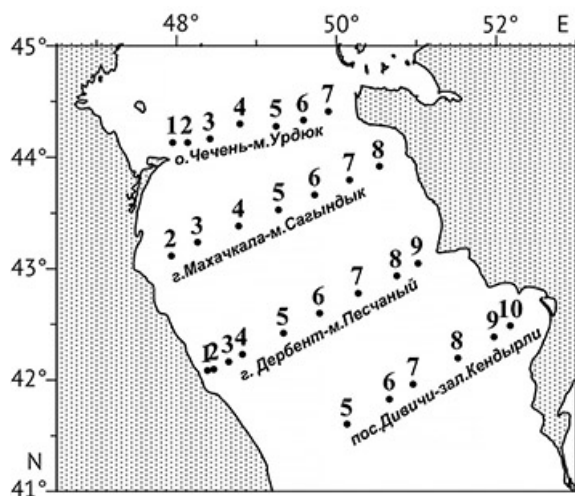 48° 50° 52° E
45°
1 2 3 4 5 6 7
о.Чечень-м.Урдюк
44°
2 3 4 5 6 7 8
г.Махачкала-м.Сагындык
43°
1 2 3 4 5 6 7 8 9
г. Дербент-м.Песчаный
42°
5 6 7 8 9 10
пос.Дивичи-зал.Кендырли
N
41°